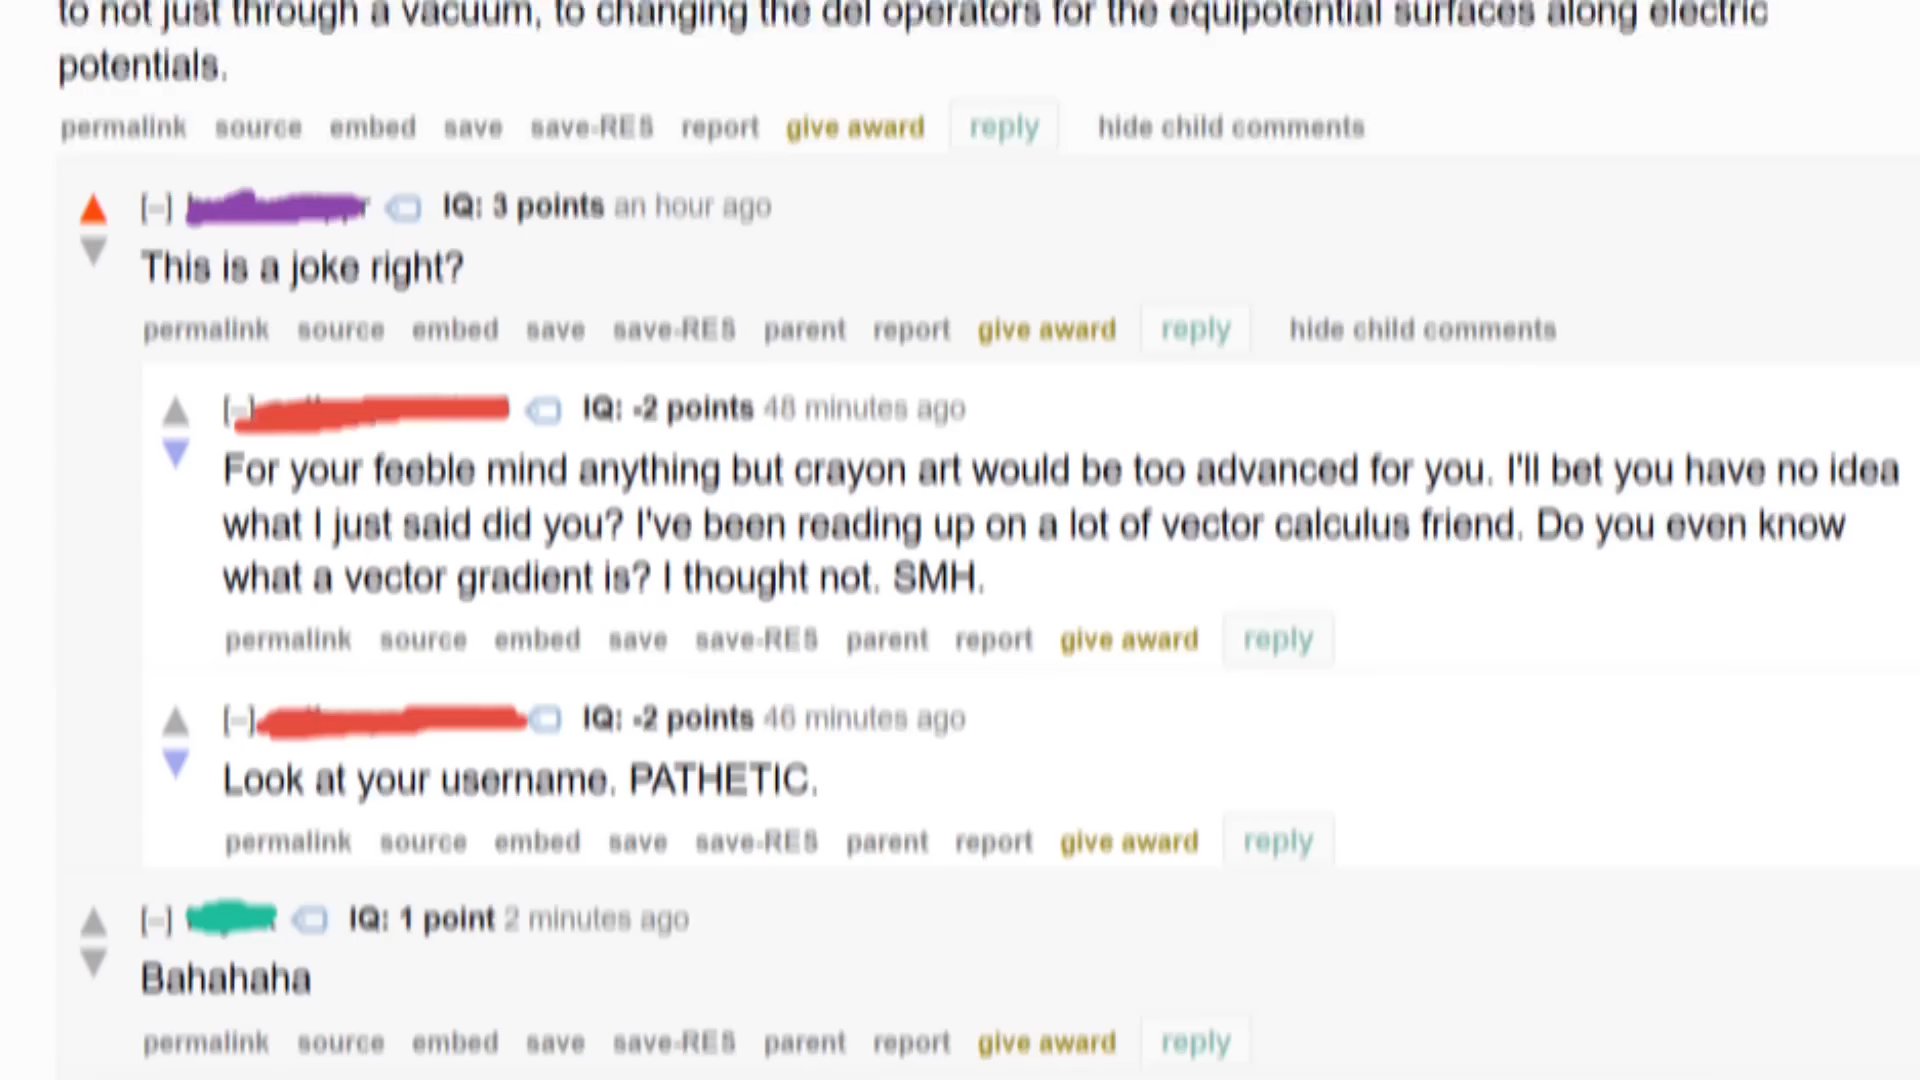 to not just through a vacuum, to changing the del operators for the equipotential surfaces along electric
potentials.
permalink source embed save save-RES report give award reply hide child comments
[–] IQ: 3 points an hour ago
This is a joke right?
permalink source embed save save-RES parent report give award reply hide child comments
[–] IQ: -2 points 48 minutes ago
For your feeble mind anything but crayon art would be too advanced for you. I'll bet you have no idea
what I just said did you? I've been reading up on a lot of vector calculus friend. Do you even know
what a vector gradient is? I thought not. SMH.
permalink source embed save save-RES parent report give award reply
[–] IQ: -2 points 46 minutes ago
Look at your username. PATHETIC.
permalink source embed save save-RES parent report give award reply
[–] IQ: 1 point 2 minutes ago
Bahahaha
permalink source embed save save-RES parent report give award reply